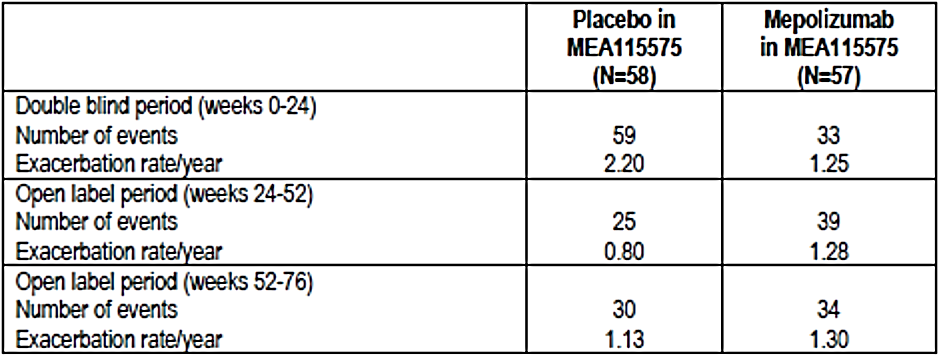 Placebo in MEA115575 (N=58)
Mepolizumab in MEA115575 (N=57)
Double blind period (weeks 0-24)
Number of events 59 33
Exacerbation rate/year 2.20 1.25
Open label period (weeks 24-52)
Number of events 25 39
Exacerbation rate/year 0.80 1.28
Open label period (weeks 52-76)
Number of events 30 34
Exacerbation rate/year 1.13 1.30